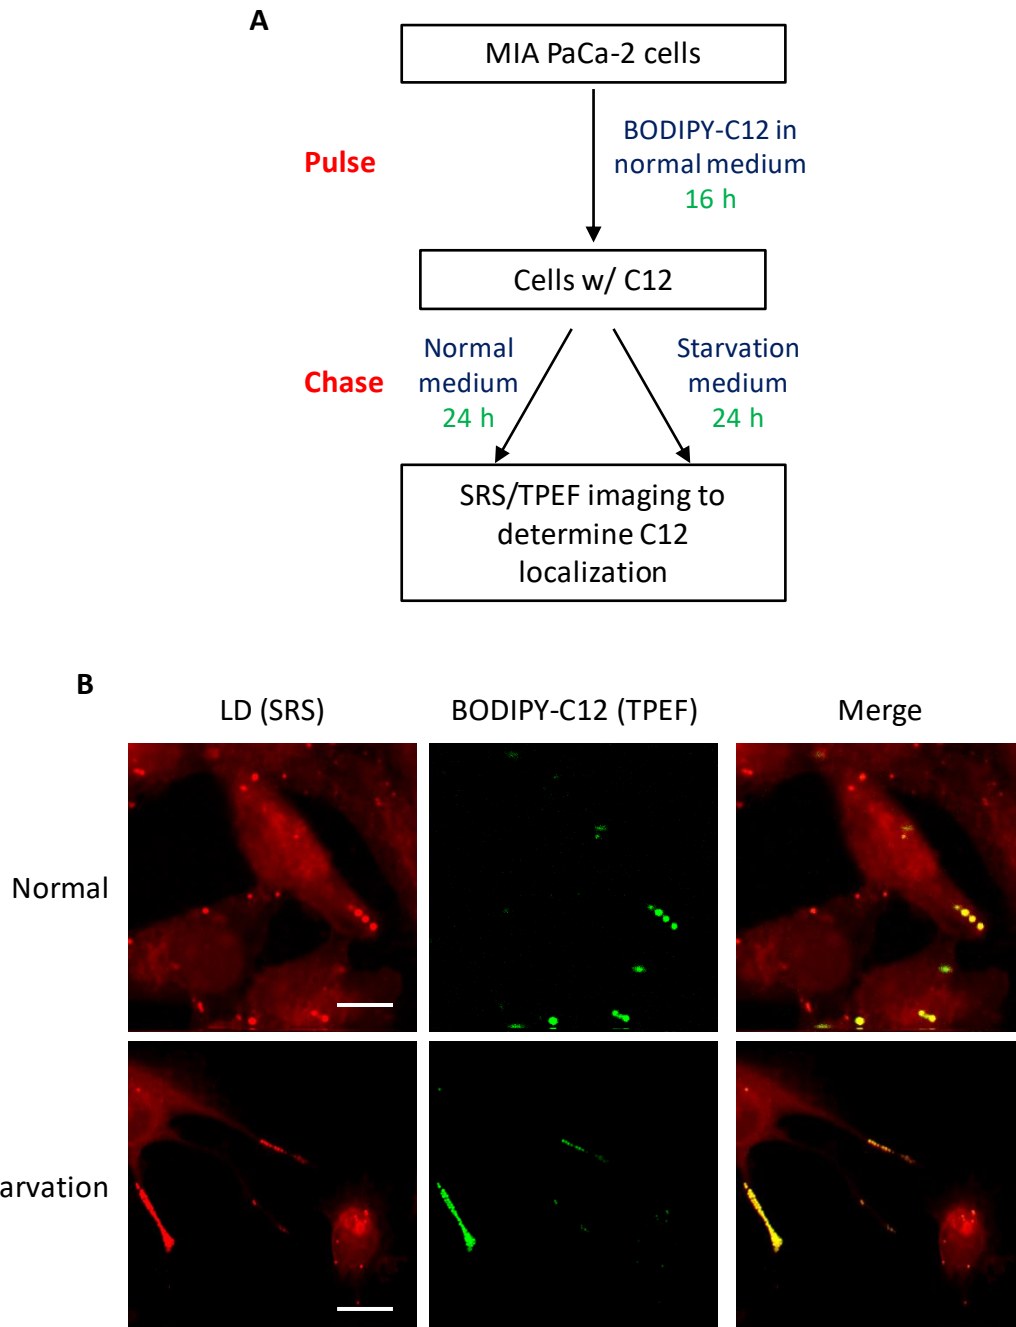 A
MIA PaCa-2 cells
Pulse
BODIPY-C12 in
normal medium
16 h
Cells w/ C12
Chase
Normal
medium
24 h
Starvation
medium
24 h
SRS/TPEF imaging to
determine C12
localization
B
LD (SRS)
BODIPY-C12 (TPEF)
Merge
Normal
arvation